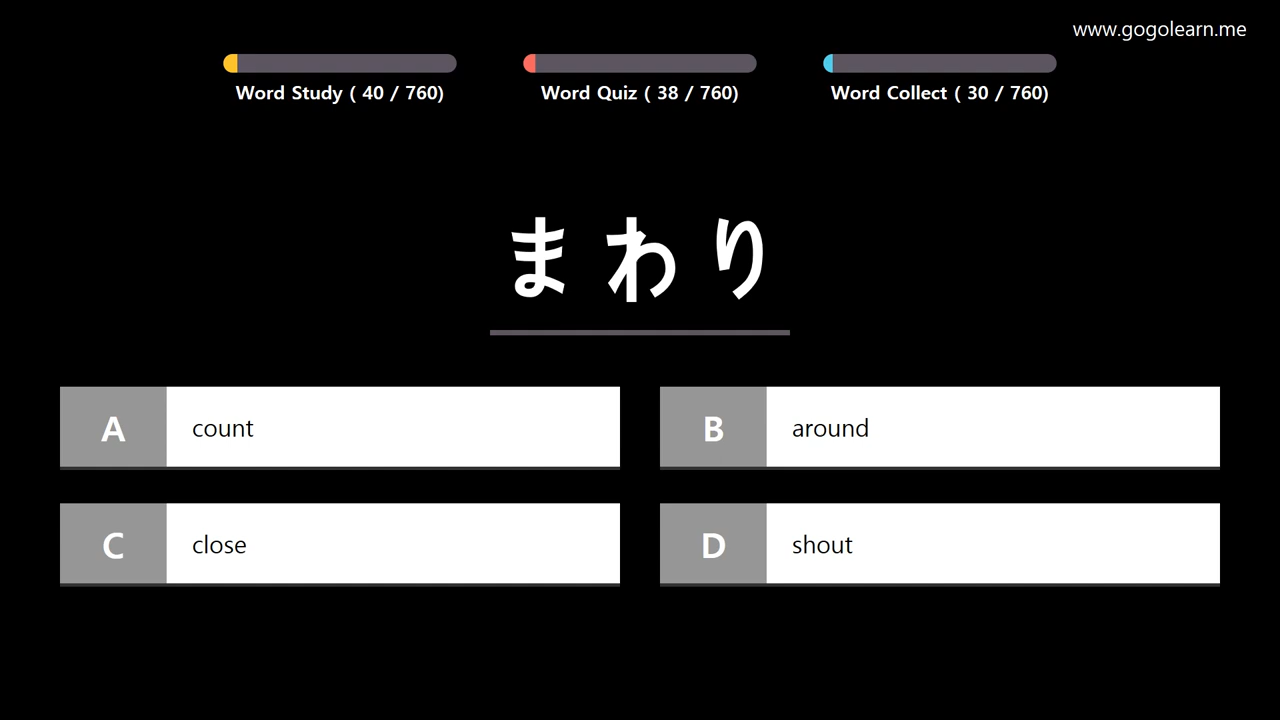 www.gogolearn.me
Word Study ( 40 / 760)
Word Quiz ( 38 / 760)
Word Collect ( 30 / 760)
まわり
A count
B around
C close
D shout